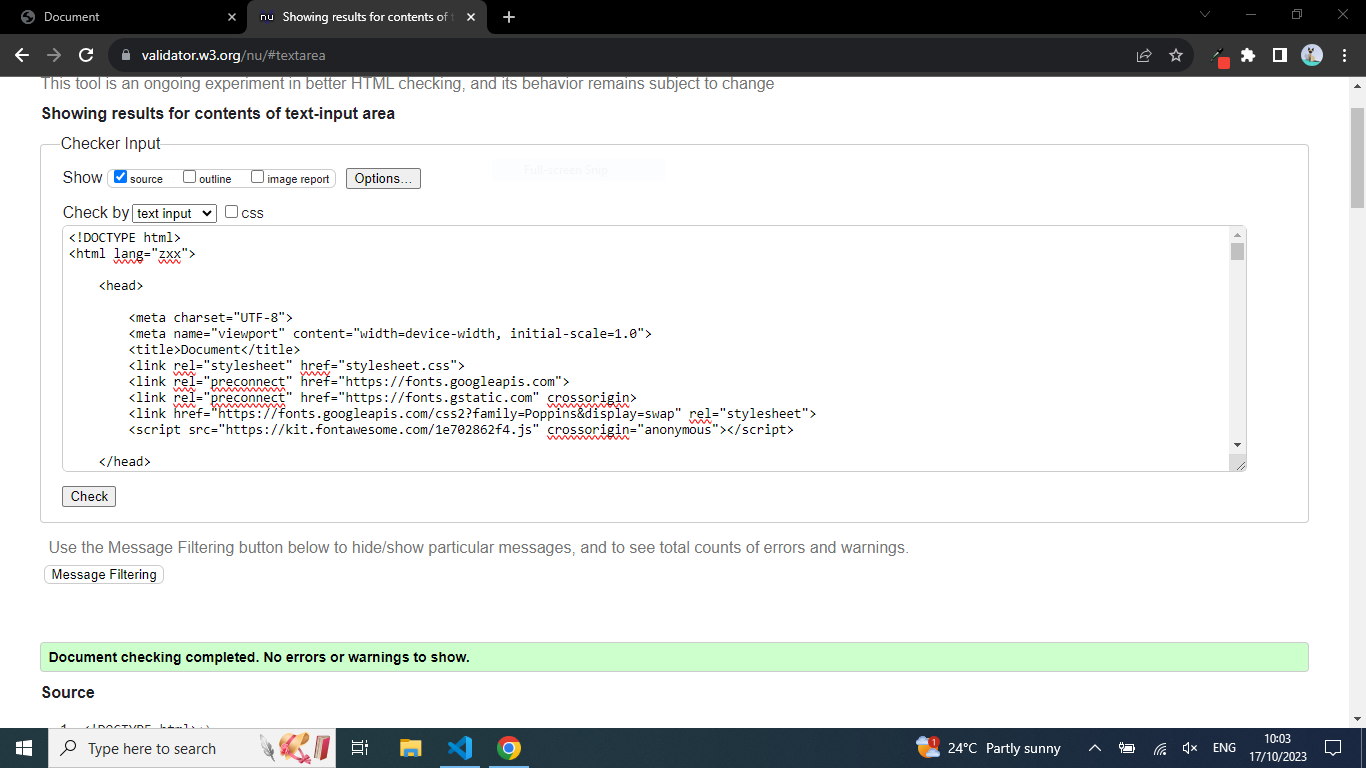 Document
nu Showing results for contents of t
validator.w3.org/nu/#textarea
This tool is an ongoing experiment in better HTML checking, and its behavior remains subject to change
Showing results for contents of text-input area
Checker Input
Show source outline image report Options...
Check by text input css
<!DOCTYPE html>
<html lang="zxx">
<head>
<meta charset="UTF-8">
<meta name="viewport" content="width=device-width, initial-scale=1.0">
<title>Document</title>
<link rel="stylesheet" href="stylesheet.css">
<link rel="preconnect" href="https://fonts.googleapis.com">
<link rel="preconnect" href="https://fonts.gstatic.com" crossorigin>
<link href="https://fonts.googleapis.com/css2?family=Poppins&display=swap" rel="stylesheet">
<script src="https://kit.fontawesome.com/1e702862f4.js" crossorigin="anonymous"></script>
</head>
Check
Use the Message Filtering button below to hide/show particular messages, and to see total counts of errors and warnings.
Message Filtering
Document checking completed. No errors or warnings to show.
Source
1. <!DOCTYPE html>
Type here to search
1 24°C Partly sunny
ENG
10:03
17/10/2023